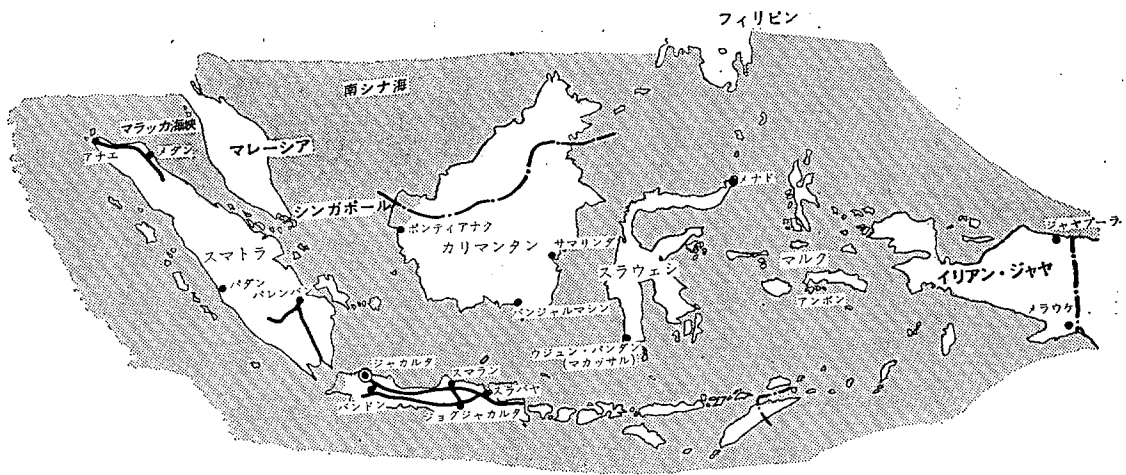 フィリピン
南シナ海
マラッカ海峡
アナエ
メダン
マレーシア
シンガポール
メナド
ポンティアナク
カリマンタン
サマリンダ
スマトラ
スラウェシ
マルク
ジャヤプーラ
イリアン・ジャヤ
パダン
パレンバン
バンジャルマシン
アンボン
メラウケ
ウジュン・パンダン
(マカッサル)
ジャカルタ
スマラン
スラバヤ
バンドン
ジョグジャカルタ